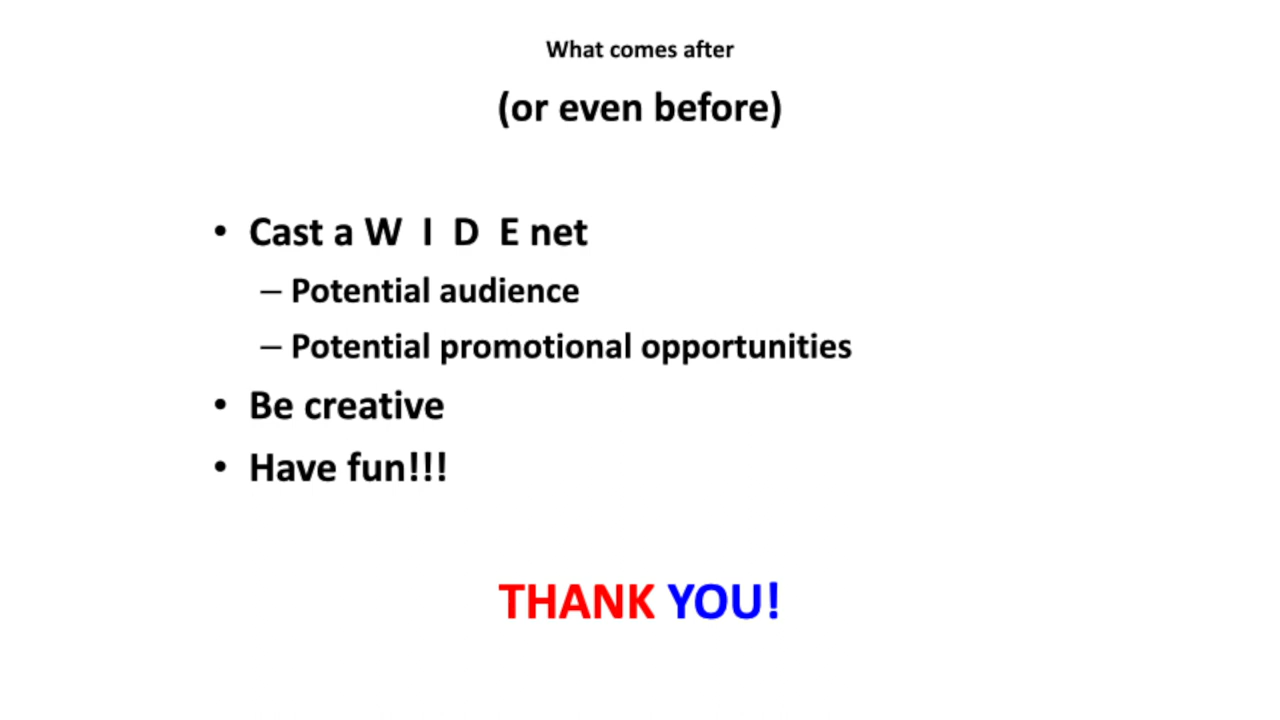 What comes after
(or even before)
• Cast a W I D E net
– Potential audience
– Potential promotional opportunities
• Be creative
• Have fun!!!
THANK YOU!